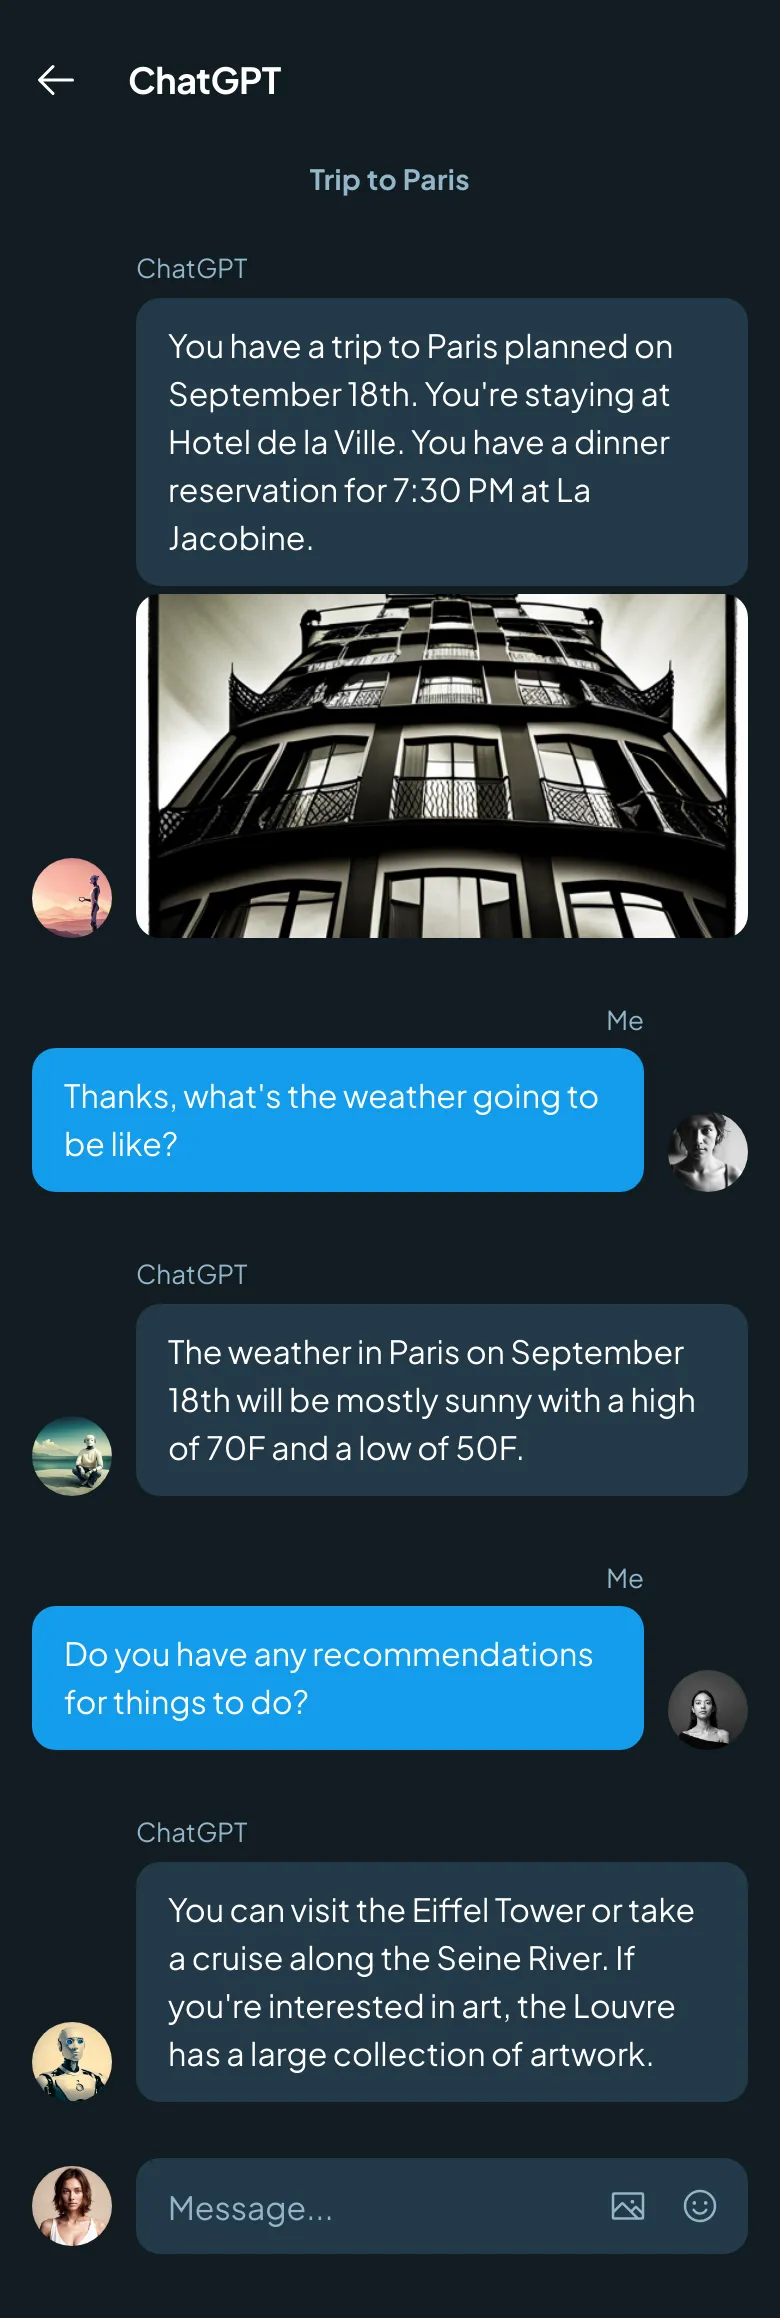 ChatGPT
Trip to Paris
ChatGPT
You have a trip to Paris planned on
September 18th. You're staying at
Hotel de la Ville. You have a dinner
reservation for 7:30 PM at La
Jacobine.
Me
Thanks, what's the weather going to
be like?
ChatGPT
The weather in Paris on September
18th will be mostly sunny with a high
of 70F and a low of 50F.
Me
Do you have any recommendations
for things to do?
ChatGPT
You can visit the Eiffel Tower or take
a cruise along the Seine River. If
you're interested in art, the Louvre
has a large collection of artwork.
Message...